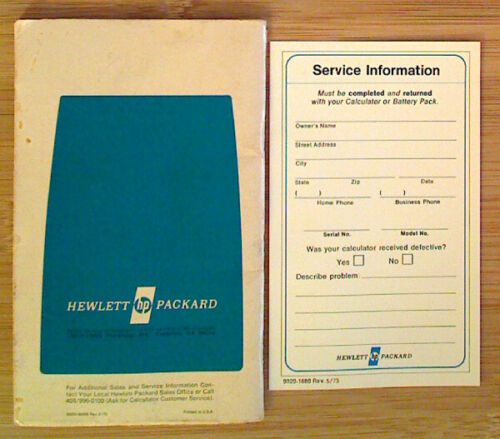 HEWLETT hp PACKARD
For Additional Sales and Service Information Con-
tact Your Local Hewlett-Packard Sales Office or Call
408/996-0100 (Ask for Calculator Customer Service).
Printed in U.S.A.
Service Information
Must be completed and returned
with your Calculator or Battery Pack.
Owner's Name
Street Address
City
State Zip Date
( ) ( )
Home Phone Business Phone
Serial No. Model No.
Was your calculator received defective?
Yes No
Describe problem:
HEWLETT hp PACKARD
9320-1688 Rev. 5/75